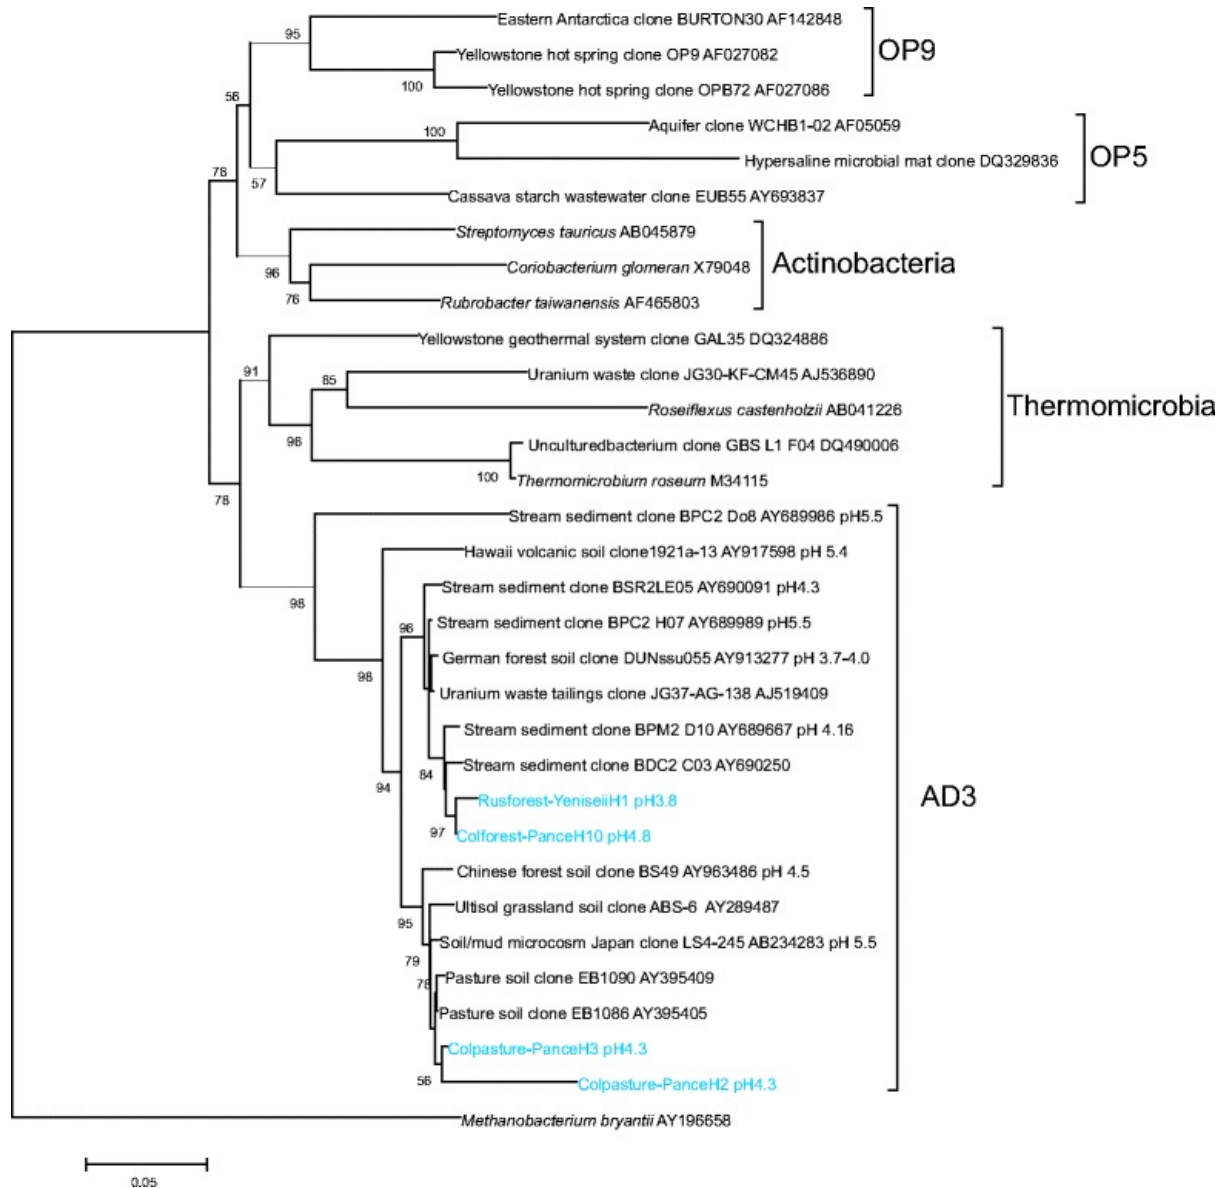 Eastern Antarctica clone BURTON30 AF142848
95
OP9
Yellowstone hot spring clone OP9 AF027082
100
Yellowstone hot spring clone OPB72 AF027086
56
Aquifer clone WCHB1-02 AF05059
100
OP5
Hypersaline microbial mat clone DQ329836
78
57
Cassava starch wastewater clone EUB55 AY693837
Streptomyces tauricus AB045879
96
Coriobacterium glomeran X79048
Actinobacteria
76
Rubrobacter taiwanensis AF465803
Yellowstone geothermal system clone GAL35 DQ324886
91
85
Uranium waste clone JG30-KF-CM45 AJ536890
Roseiflexus castenholzii AB041226
Thermomicrobia
96
Unculturedbacterium clone GBS L1 F04 DQ490006
100
Thermomicrobium roseum M34115
78
Stream sediment clone BPC2 Do8 AY689986 pH5.5
Hawaii volcanic soil clone1921a-13 AY917598 pH 5.4
98
Stream sediment clone BSR2LE05 AY690091 pH4.3
96
Stream sediment clone BPC2 H07 AY689989 pH5.5
German forest soil clone DUNssu055 AY913277 pH 3.7-4.0
98
Uranium waste tailings clone JG37-AG-138 AJ519409
Stream sediment clone BPM2 D10 AY689667 pH 4.16
84
Stream sediment clone BDC2 C03 AY690250
94
AD3
Rusforest-YeniseiiH1 pH3.8
97
Colforest-PanceH10 pH4.8
Chinese forest soil clone BS49 AY963486 pH 4.5
95
Ultisol grassland soil clone ABS-6 AY289487
Soil/mud microcosm Japan clone LS4-245 AB234283 pH 5.5
79
78
Pasture soil clone EB1090 AY395409
Pasture soil clone EB1086 AY395405
Colpasture-PanceH3 pH4.3
56
Colpasture-PanceH2 pH4.3
Methanobacterium bryantii AY196658
0.05